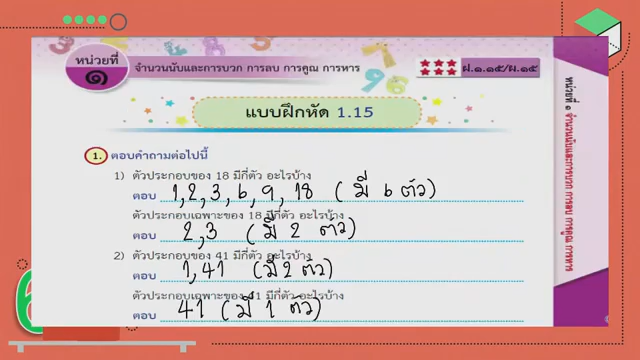 หน่วยที่
๑
จำนวนนับและการบวก การลบ การคูณ การหาร
ฝ.๑.๑๕/ผ.๑๕
แบบฝึกหัด 1.15
1. ตอบคำถามต่อไปนี้
1) ตัวประกอบของ 18 มีกี่ตัว อะไรบ้าง
ตอบ 1,2,3, 6, 9, 18 (มี 6 ตัว)
ตัวประกอบเฉพาะของ 18 มีกี่ตัว อะไรบ้าง
ตอบ 2,3 (มี 2 ตัว)
2) ตัวประกอบของ 41 มีกี่ตัว อะไรบ้าง
ตอบ 1,41 (มี 2 ตัว)
ตัวประกอบเฉพาะของ 41 มีกี่ตัว อะไรบ้าง
ตอบ 41 (มี 1 ตัว)
หน่วยที่ ๑ จำนวนนับและการบวก การลบ การคูณ การหาร